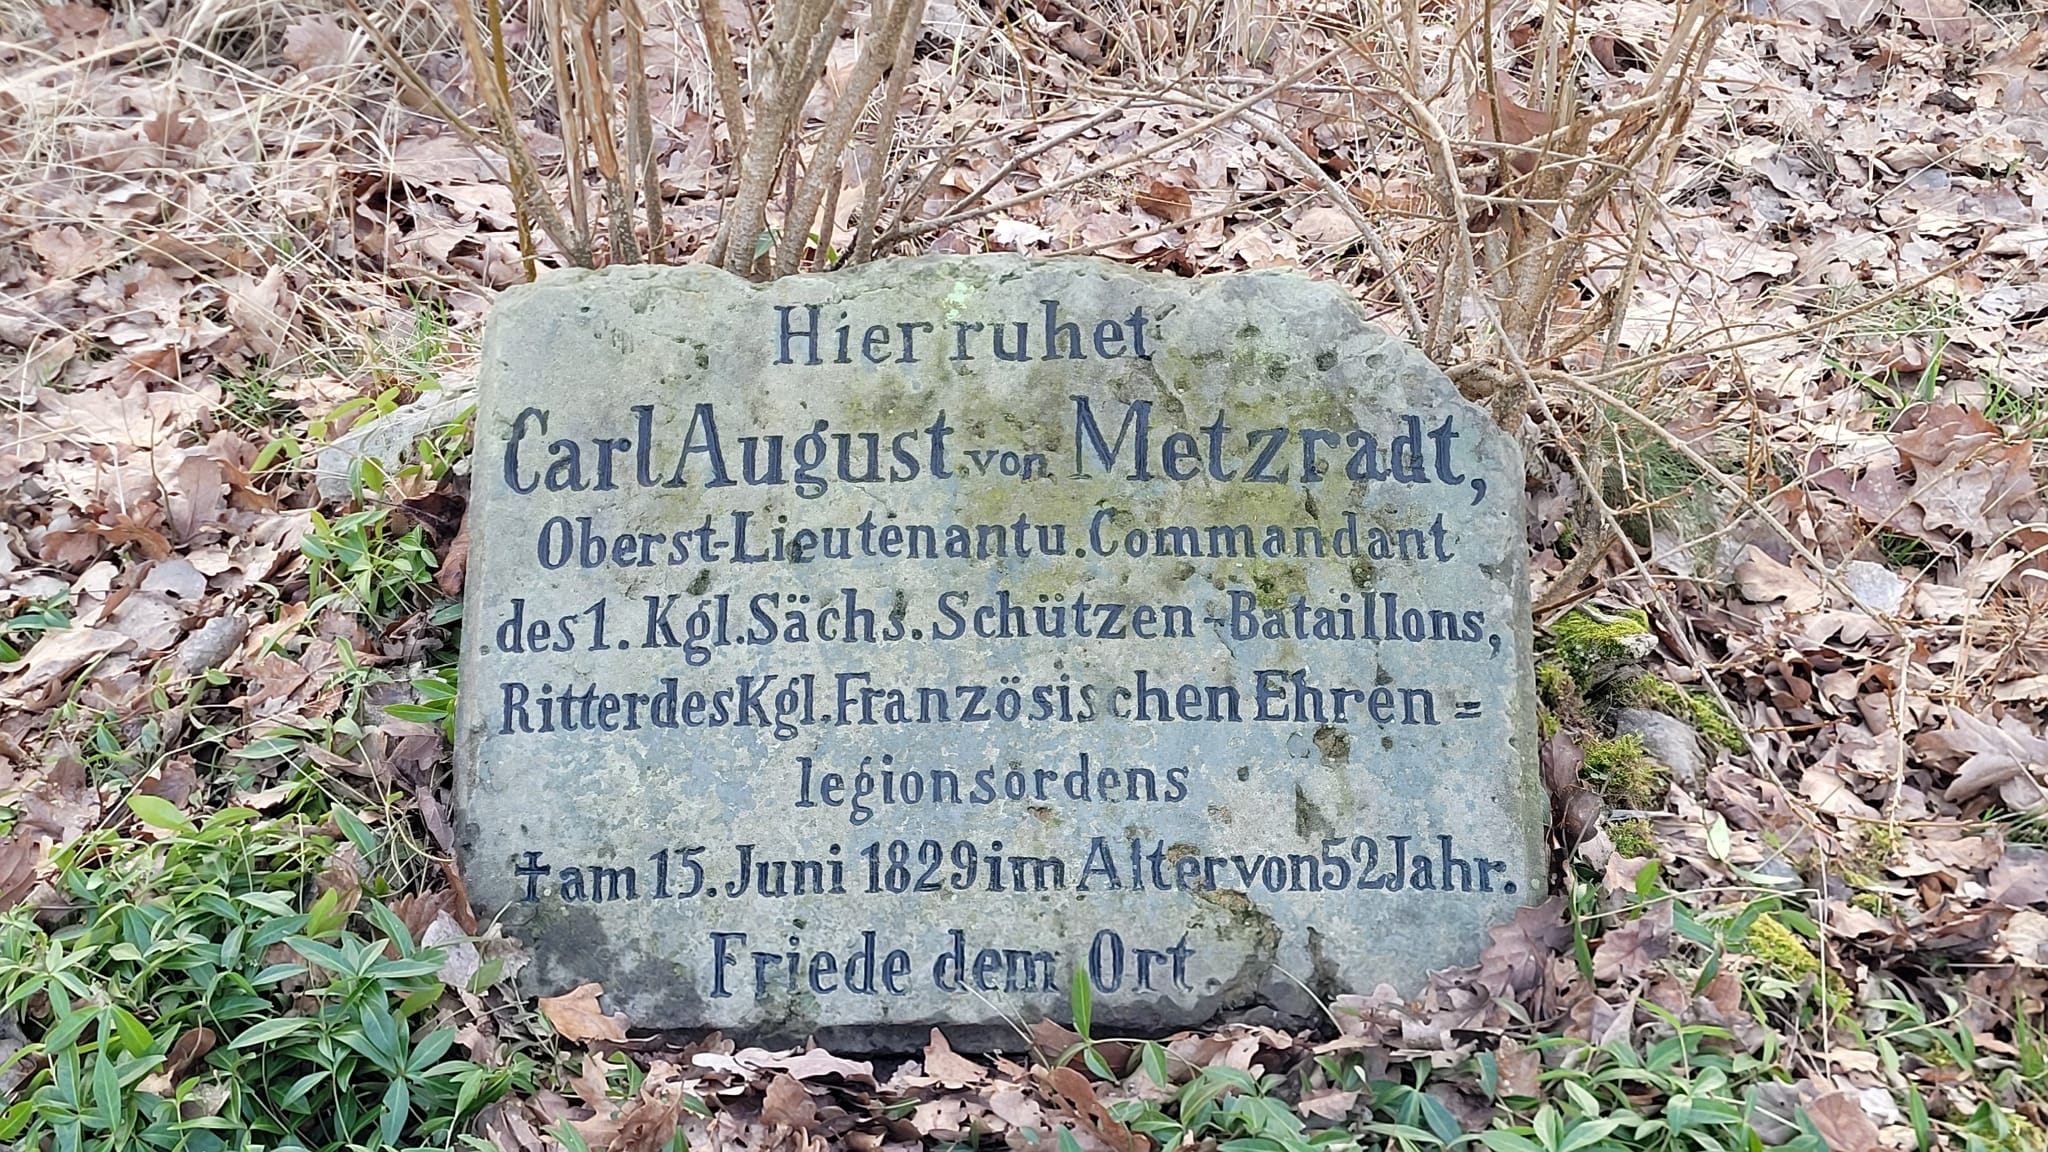 Hier ruhet
Carl August von Metzradt,
Oberst-Lieutenant u. Commandant
des 1. Kgl. Sächs. Schützen-Bataillons,
Ritter des Kgl. Französischen Ehren=
legionsordens
† am 15. Juni 1829 im Alter von 52 Jahr.
Friede dem Ort.